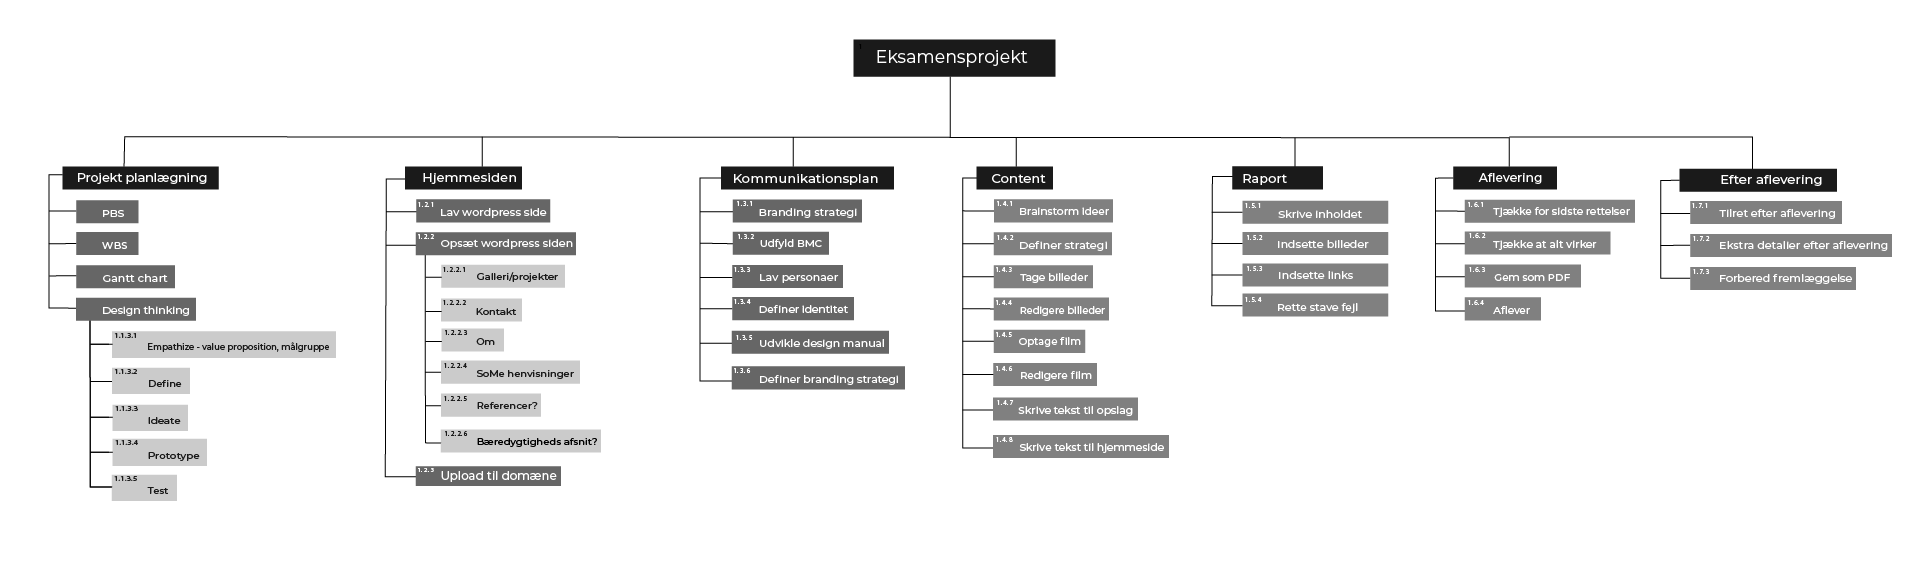 1
Eksamensprojekt
Projekt planlægning
PBS
WBS
Gantt chart
Design thinking
1.1.3.1
Empathize - value proposition, målgruppe
1.1.3.2
Define
1.1.3.3
Ideate
1.1.3.4
Prototype
1.1.3.5
Test
Hjemmesiden
1.2.1
Lav wordpress side
1.2.2
Opsæt wordpress siden
1.2.2.1
Galleri/projekter
1.2.2.2
Kontakt
1.2.2.3
Om
1.2.2.4
SoMe henvisninger
1.2.2.5
Referencer?
1.2.2.6
Bæredygtigheds afsnit?
1.2.3
Upload til domæne
Kommunikationsplan
1.3.1
Branding strategi
1.3.2
Udfyld BMC
1.3.3
Lav personaer
1.3.4
Definer identitet
1.3.5
Udvikle design manual
1.3.6
Definer branding strategi
Content
1.4.1
Brainstorm ideer
1.4.2
Definer strategi
1.4.3
Tage billeder
1.4.4
Redigere billeder
1.4.5
Optage film
1.4.6
Redigere film
1.4.7
Skrive tekst til opslag
1.4.8
Skrive tekst til hjemmeside
Raport
1.5.1
Skrive inholdet
1.5.2
Indsette billeder
1.5.3
Indsette links
1.5.4
Rette stave fejl
Aflevering
1.6.1
Tjække for sidste rettelser
1.6.2
Tjække at alt virker
1.6.3
Gem som PDF
1.6.4
Aflever
Efter aflevering
1.7.1
Tilret efter aflevering
1.7.2
Ekstra detaljer efter aflevering
1.7.3
Forbered fremlæggelse